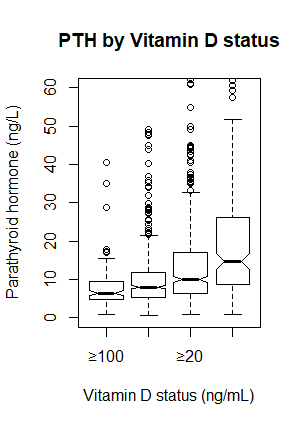 PTH by Vitamin D status
Parathyroid hormone (ng/L)
60
50
40
30
20
10
0
≥100 ≥20
Vitamin D status (ng/mL)